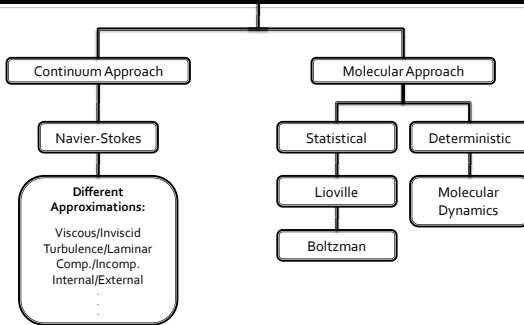 Continuum Approach
Molecular Approach
Navier-Stokes
Statistical
Deterministic
Different
Approximations:
Viscous/Inviscid
Turbulence/Laminar
Comp./Incomp.
Internal/External
.
.
.
Lioville
Molecular
Dynamics
Boltzman